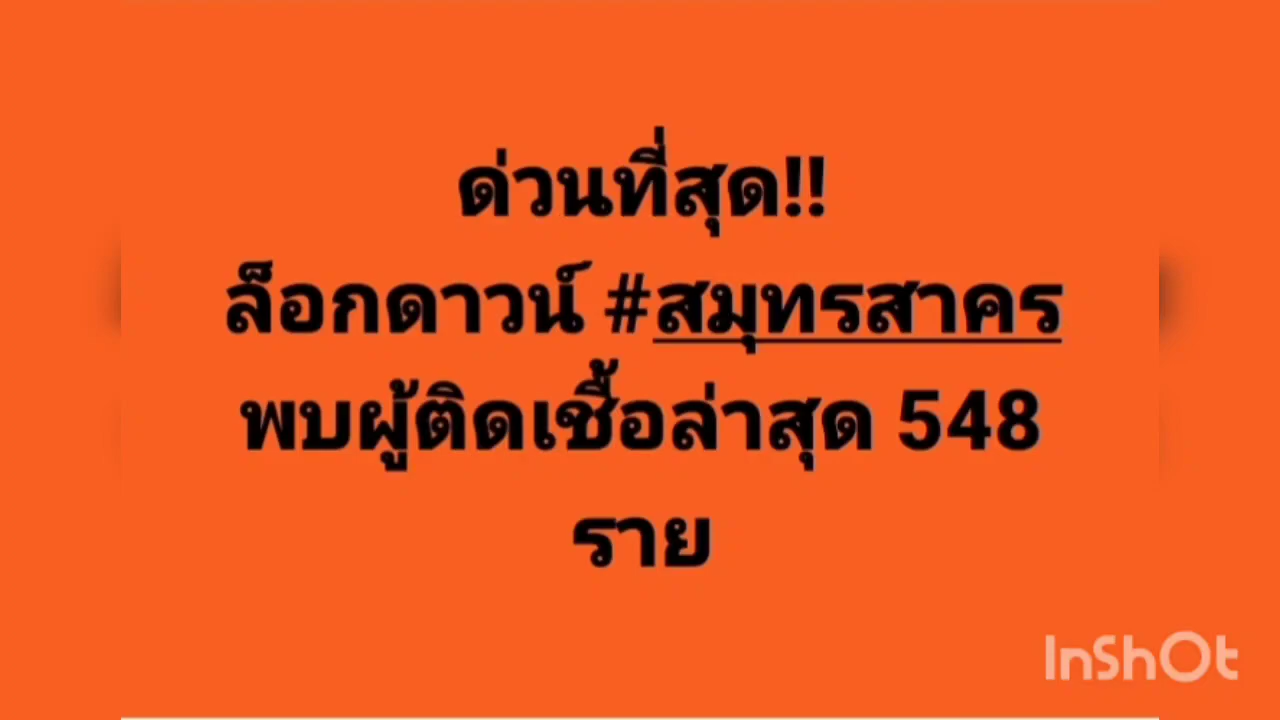 ด่วนที่สุด!!
ล็อกดาวน์ #สมุทรสาคร
พบผู้ติดเชื้อล่าสุด 548
ราย
InShOt